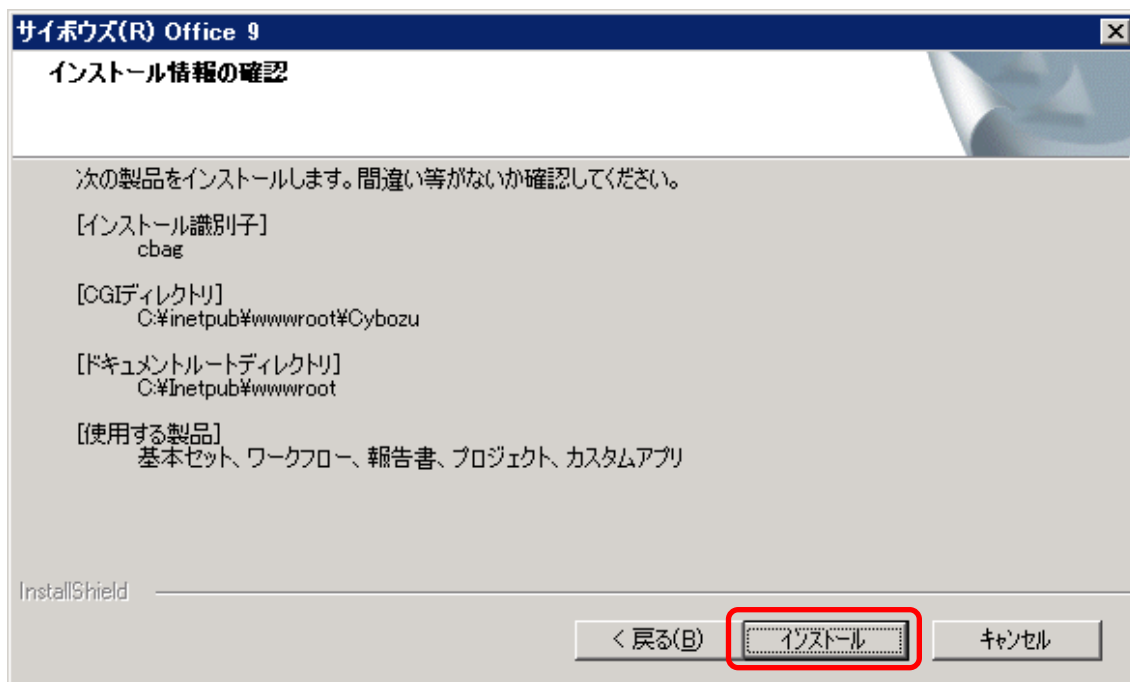 サイボウズ(R) Office 9
インストール情報の確認
次の製品をインストールします。間違い等がないか確認してください。
[インストール識別子]
cbag
[CGIディレクトリ]
C:¥inetpub¥wwwroot¥Cybozu
[ドキュメントルートディレクトリ]
C:¥Inetpub¥wwwroot
[使用する製品]
基本セット、ワークフロー、報告書、プロジェクト、カスタムアプリ
InstallShield
< 戻る(B) インストール キャンセル